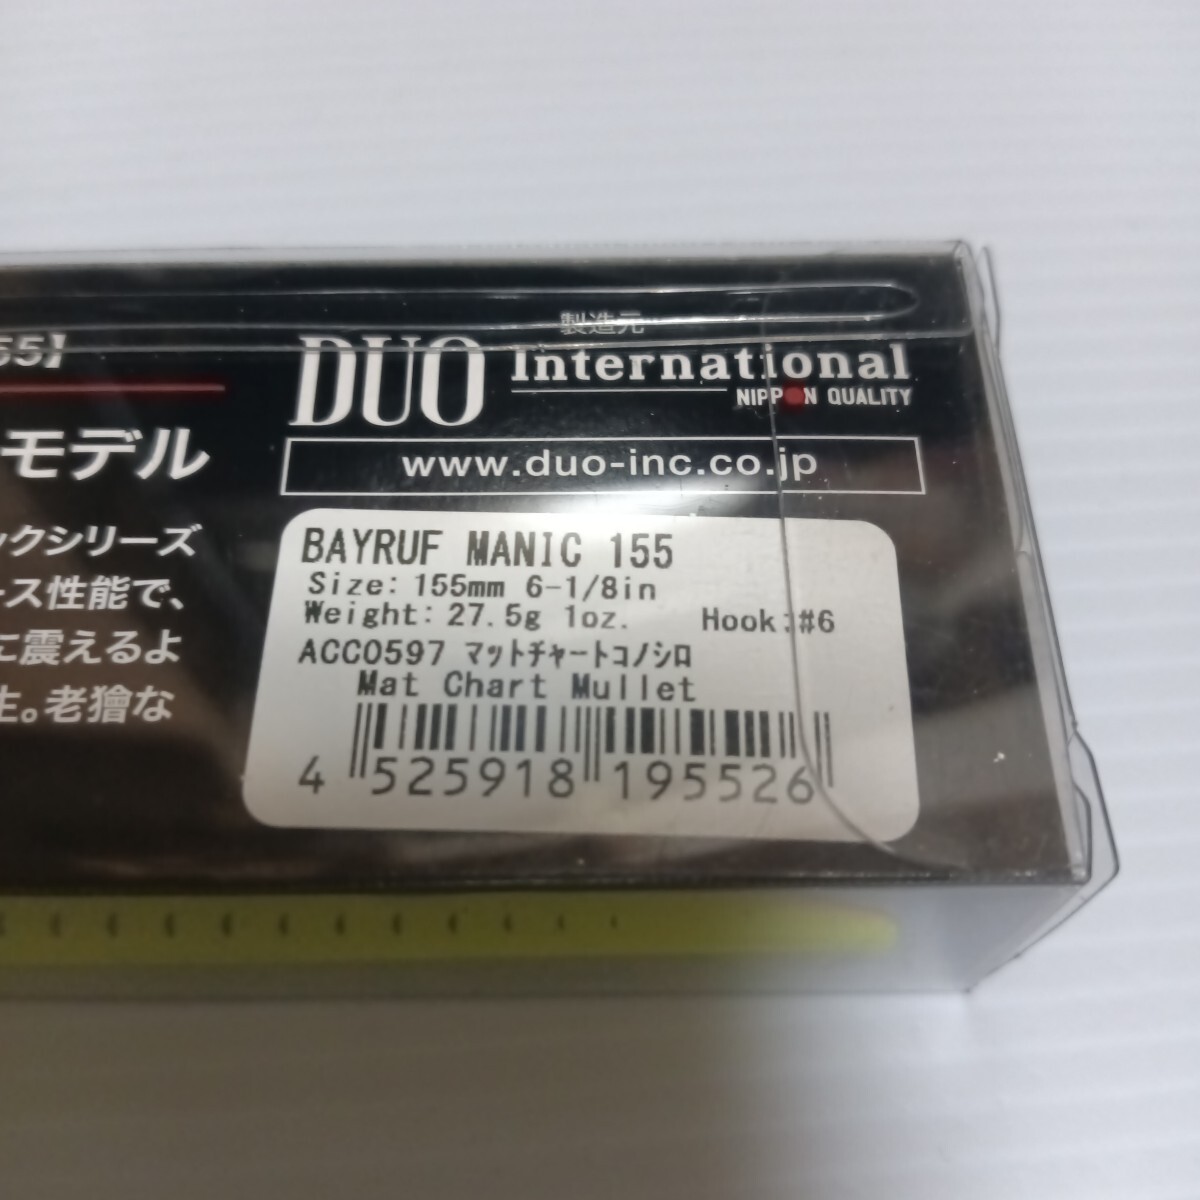 55】
モデル
ックシリーズ
ース性能で、
に震えるよ
生。老獪な
製造元
DUO International
NIPPON QUALITY
www.duo-inc.co.jp
BAYRUF MANIC 155
Size: 155mm 6-1/8in
Weight: 27.5g 1oz. Hook:#6
ACC0597 マットチャートコノシロ
Mat Chart Mullet
4 525918 195526